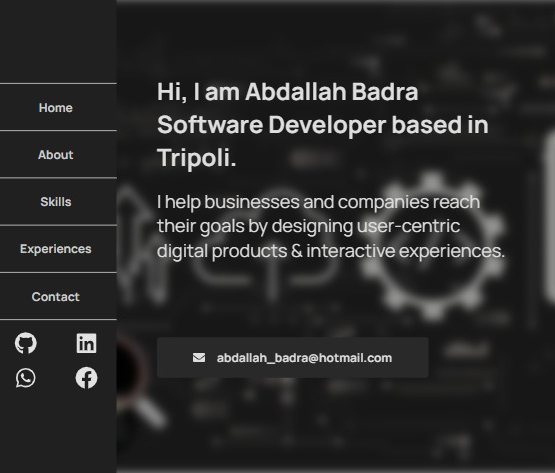 Home
About
Skills
Experiences
Contact
Hi, I am Abdallah Badra
Software Developer based in
Tripoli.
I help businesses and companies reach
their goals by designing user-centric
digital products & interactive experiences.
abdallah_badra@hotmail.com